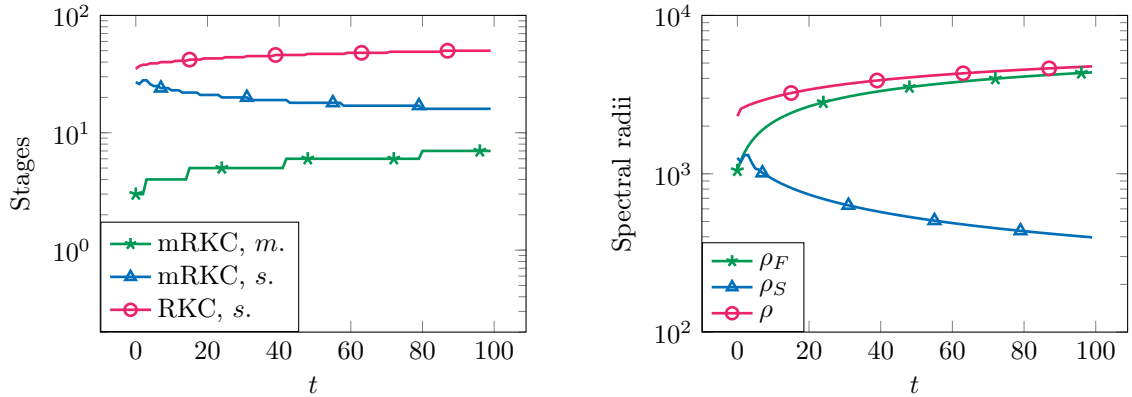 10^2
10^1
10^0
Stages
mRKC, m.
mRKC, s.
RKC, s.
0 20 40 60 80 100
t
10^4
10^3
10^2
Spectral radii
ρ_F
ρ_S
ρ
0 20 40 60 80 100
t